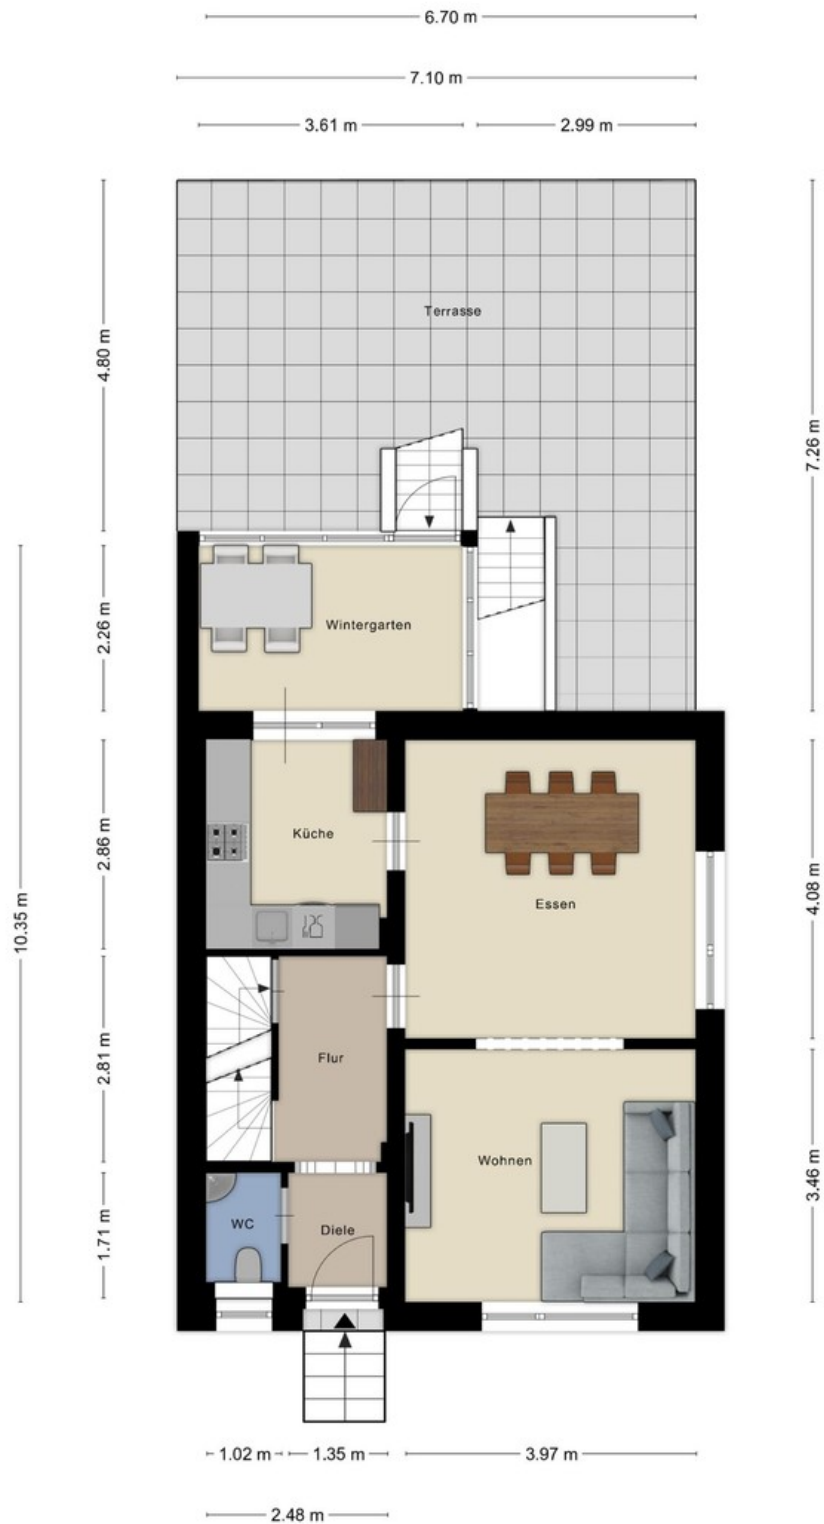 6.70 m
7.10 m
3.61 m
2.99 m
4.80 m
7.26 m
Terrasse
2.26 m
Wintergarten
10.35 m
2.86 m
Küche
4.08 m
Essen
2.81 m
Flur
3.46 m
Wohnen
1.71 m
WC
Diele
1.02 m
1.35 m
3.97 m
2.48 m